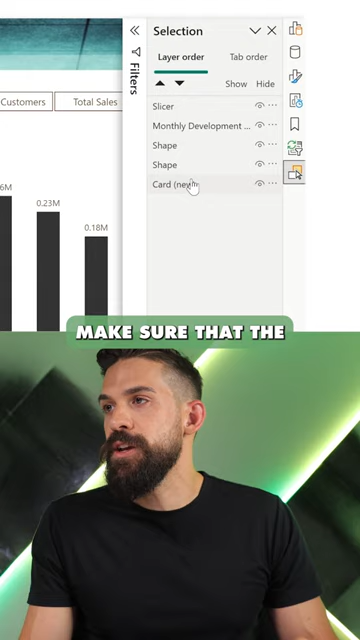 Selection
Layer order
Tab order
Show
Hide
Filters
Slicer
Monthly Development ...
Shape
Shape
Card (new)
Customers
Total Sales
6M
0.23M
0.18M
MAKE SURE THAT THE